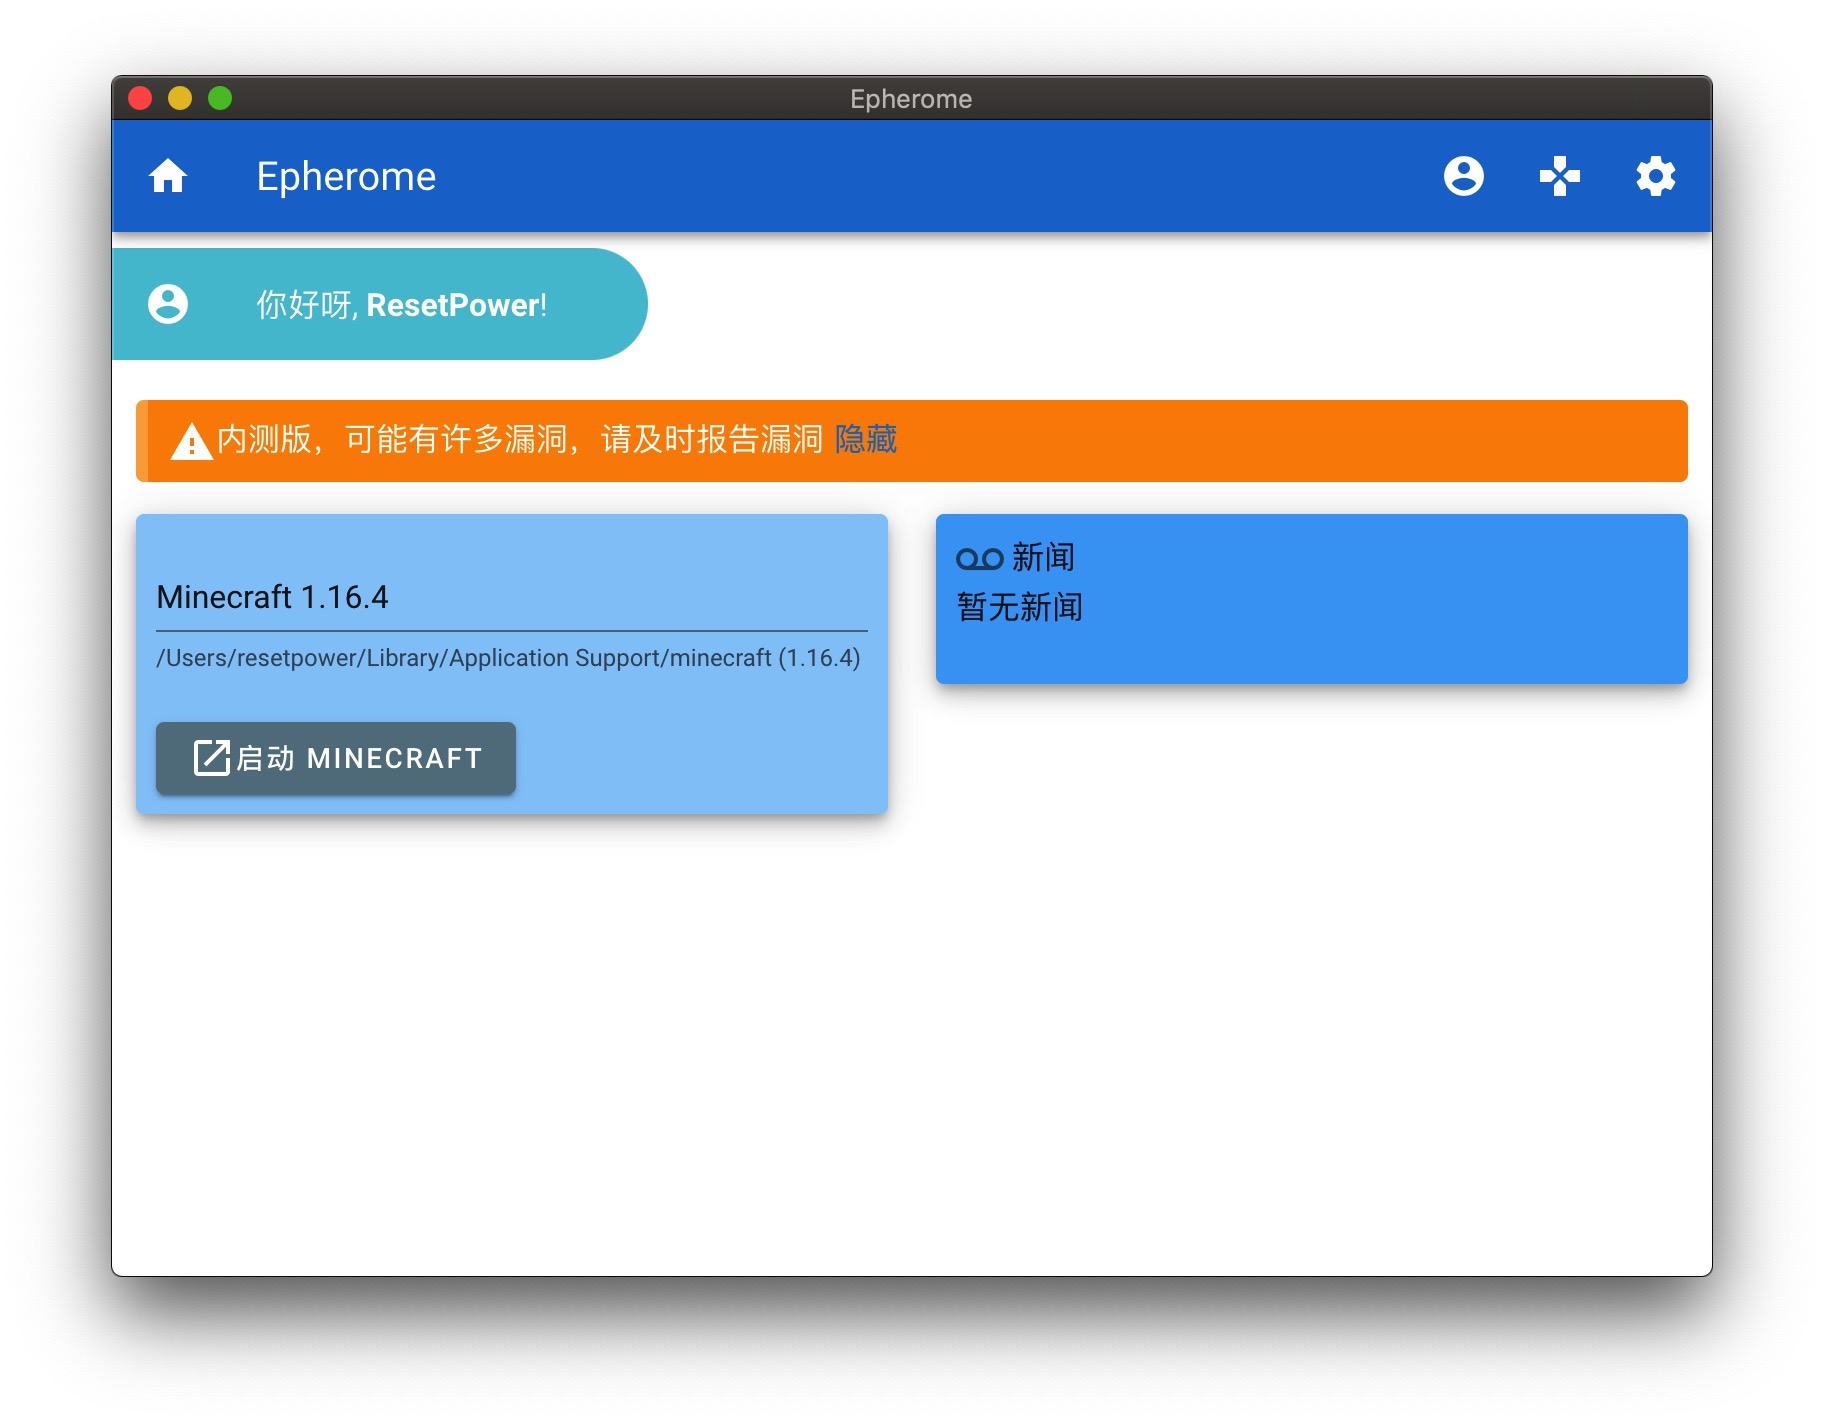 Epherome
Epherome
你好呀, ResetPower!
内测版，可能有许多漏洞，请及时报告漏洞 隐藏
Minecraft 1.16.4
/Users/resetpower/Library/Application Support/minecraft (1.16.4)
启动 MINECRAFT
新闻
暂无新闻